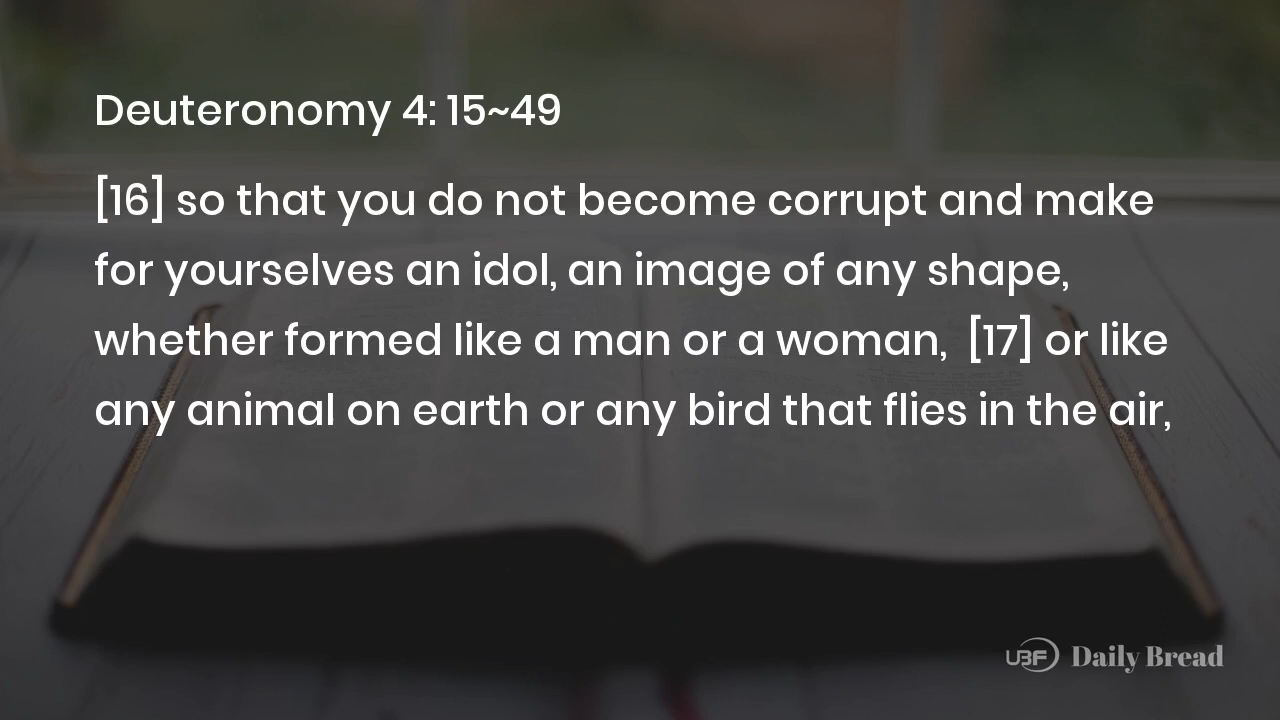 Deuteronomy 4: 15~49
[16] so that you do not become corrupt and make
for yourselves an idol, an image of any shape,
whether formed like a man or a woman,  [17] or like
any animal on earth or any bird that flies in the air,
UBF Daily Bread